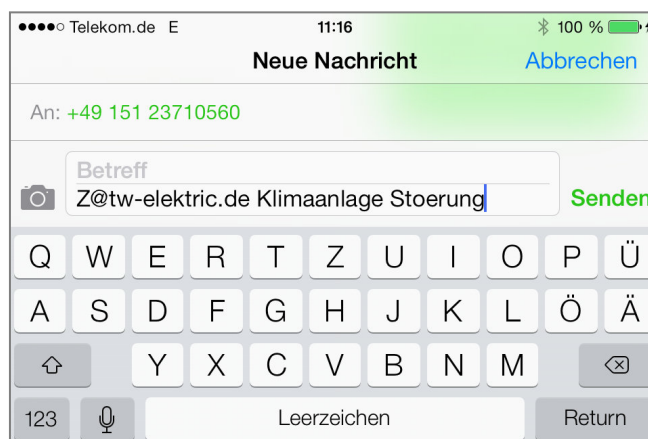 Telekom.de E 11:16 100 %
Neue Nachricht Abbrechen
An: +49 151 23710560
Betreff
Z@tw-elektric.de Klimaanlage Stoerung Senden
Q W E R T Z U I O P Ü
A S D F G H J K L Ö Ä
Y X C V B N M
123 Leerzeichen Return